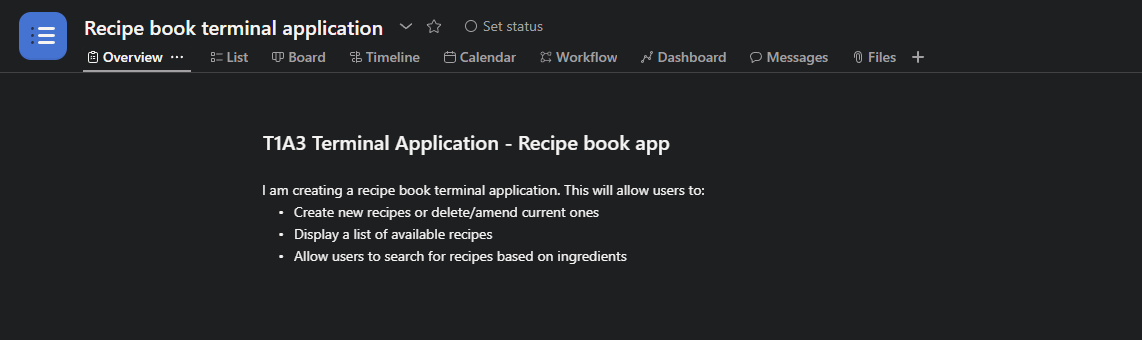 Recipe book terminal application Set status
Overview ... List Board Timeline Calendar Workflow Dashboard Messages Files +
T1A3 Terminal Application - Recipe book app
I am creating a recipe book terminal application. This will allow users to:
• Create new recipes or delete/amend current ones
• Display a list of available recipes
• Allow users to search for recipes based on ingredients